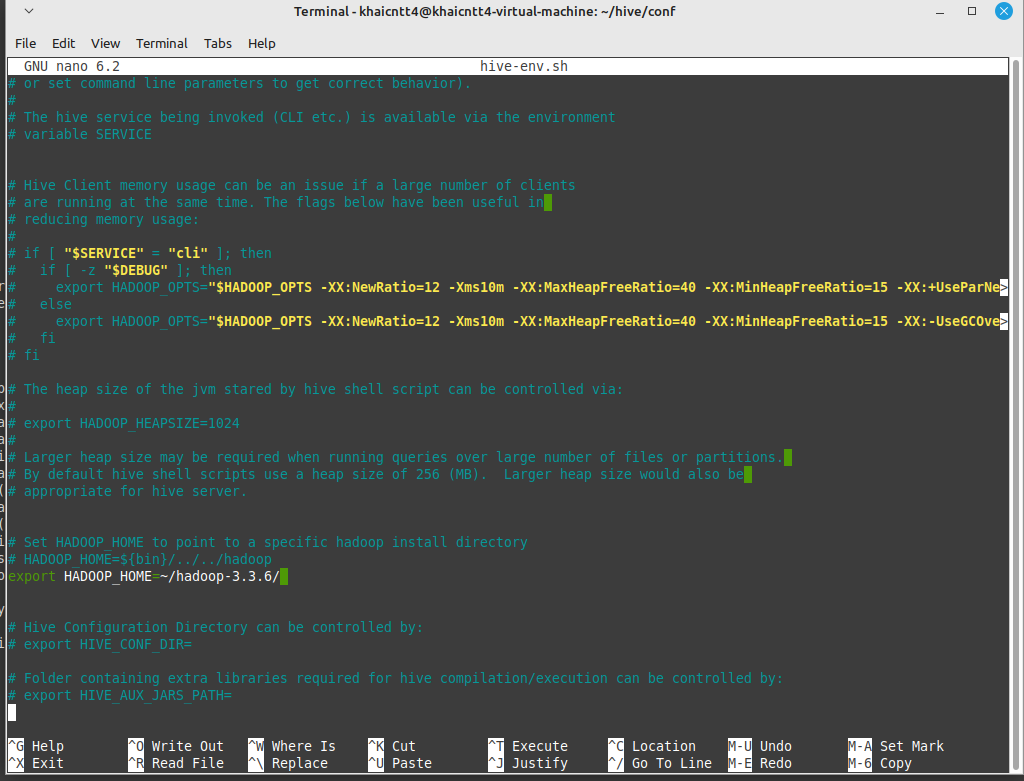 Terminal - khaicntt4@khaicntt4-virtual-machine: ~/hive/conf
File Edit View Terminal Tabs Help
GNU nano 6.2 hive-env.sh
# or set command line parameters to get correct behavior).
#
# The hive service being invoked (CLI etc.) is available via the environment
# variable SERVICE
# Hive Client memory usage can be an issue if a large number of clients
# are running at the same time. The flags below have been useful in
# reducing memory usage:
#
# if [ "$SERVICE" = "cli" ]; then
#   if [ -z "$DEBUG" ]; then
#     export HADOOP_OPTS="$HADOOP_OPTS -XX:NewRatio=12 -Xms10m -XX:MaxHeapFreeRatio=40 -XX:MinHeapFreeRatio=15 -XX:+UseParNe>
#   else
#     export HADOOP_OPTS="$HADOOP_OPTS -XX:NewRatio=12 -Xms10m -XX:MaxHeapFreeRatio=40 -XX:MinHeapFreeRatio=15 -XX:-UseGCOve>
#   fi
# fi
# The heap size of the jvm stared by hive shell script can be controlled via:
#
# export HADOOP_HEAPSIZE=1024
#
# Larger heap size may be required when running queries over large number of files or partitions.
# By default hive shell scripts use a heap size of 256 (MB).  Larger heap size would also be
# appropriate for hive server.
# Set HADOOP_HOME to point to a specific hadoop install directory
# HADOOP_HOME=${bin}/../../hadoop
export HADOOP_HOME=~/hadoop-3.3.6/
# Hive Configuration Directory can be controlled by:
# export HIVE_CONF_DIR=
# Folder containing extra libraries required for hive compilation/execution can be controlled by:
# export HIVE_AUX_JARS_PATH=
^G Help ^O Write Out ^W Where Is ^K Cut ^T Execute ^C Location M-U Undo M-A Set Mark
^X Exit ^R Read File ^\ Replace ^U Paste ^J Justify ^/ Go To Line M-E Redo M-6 Copy